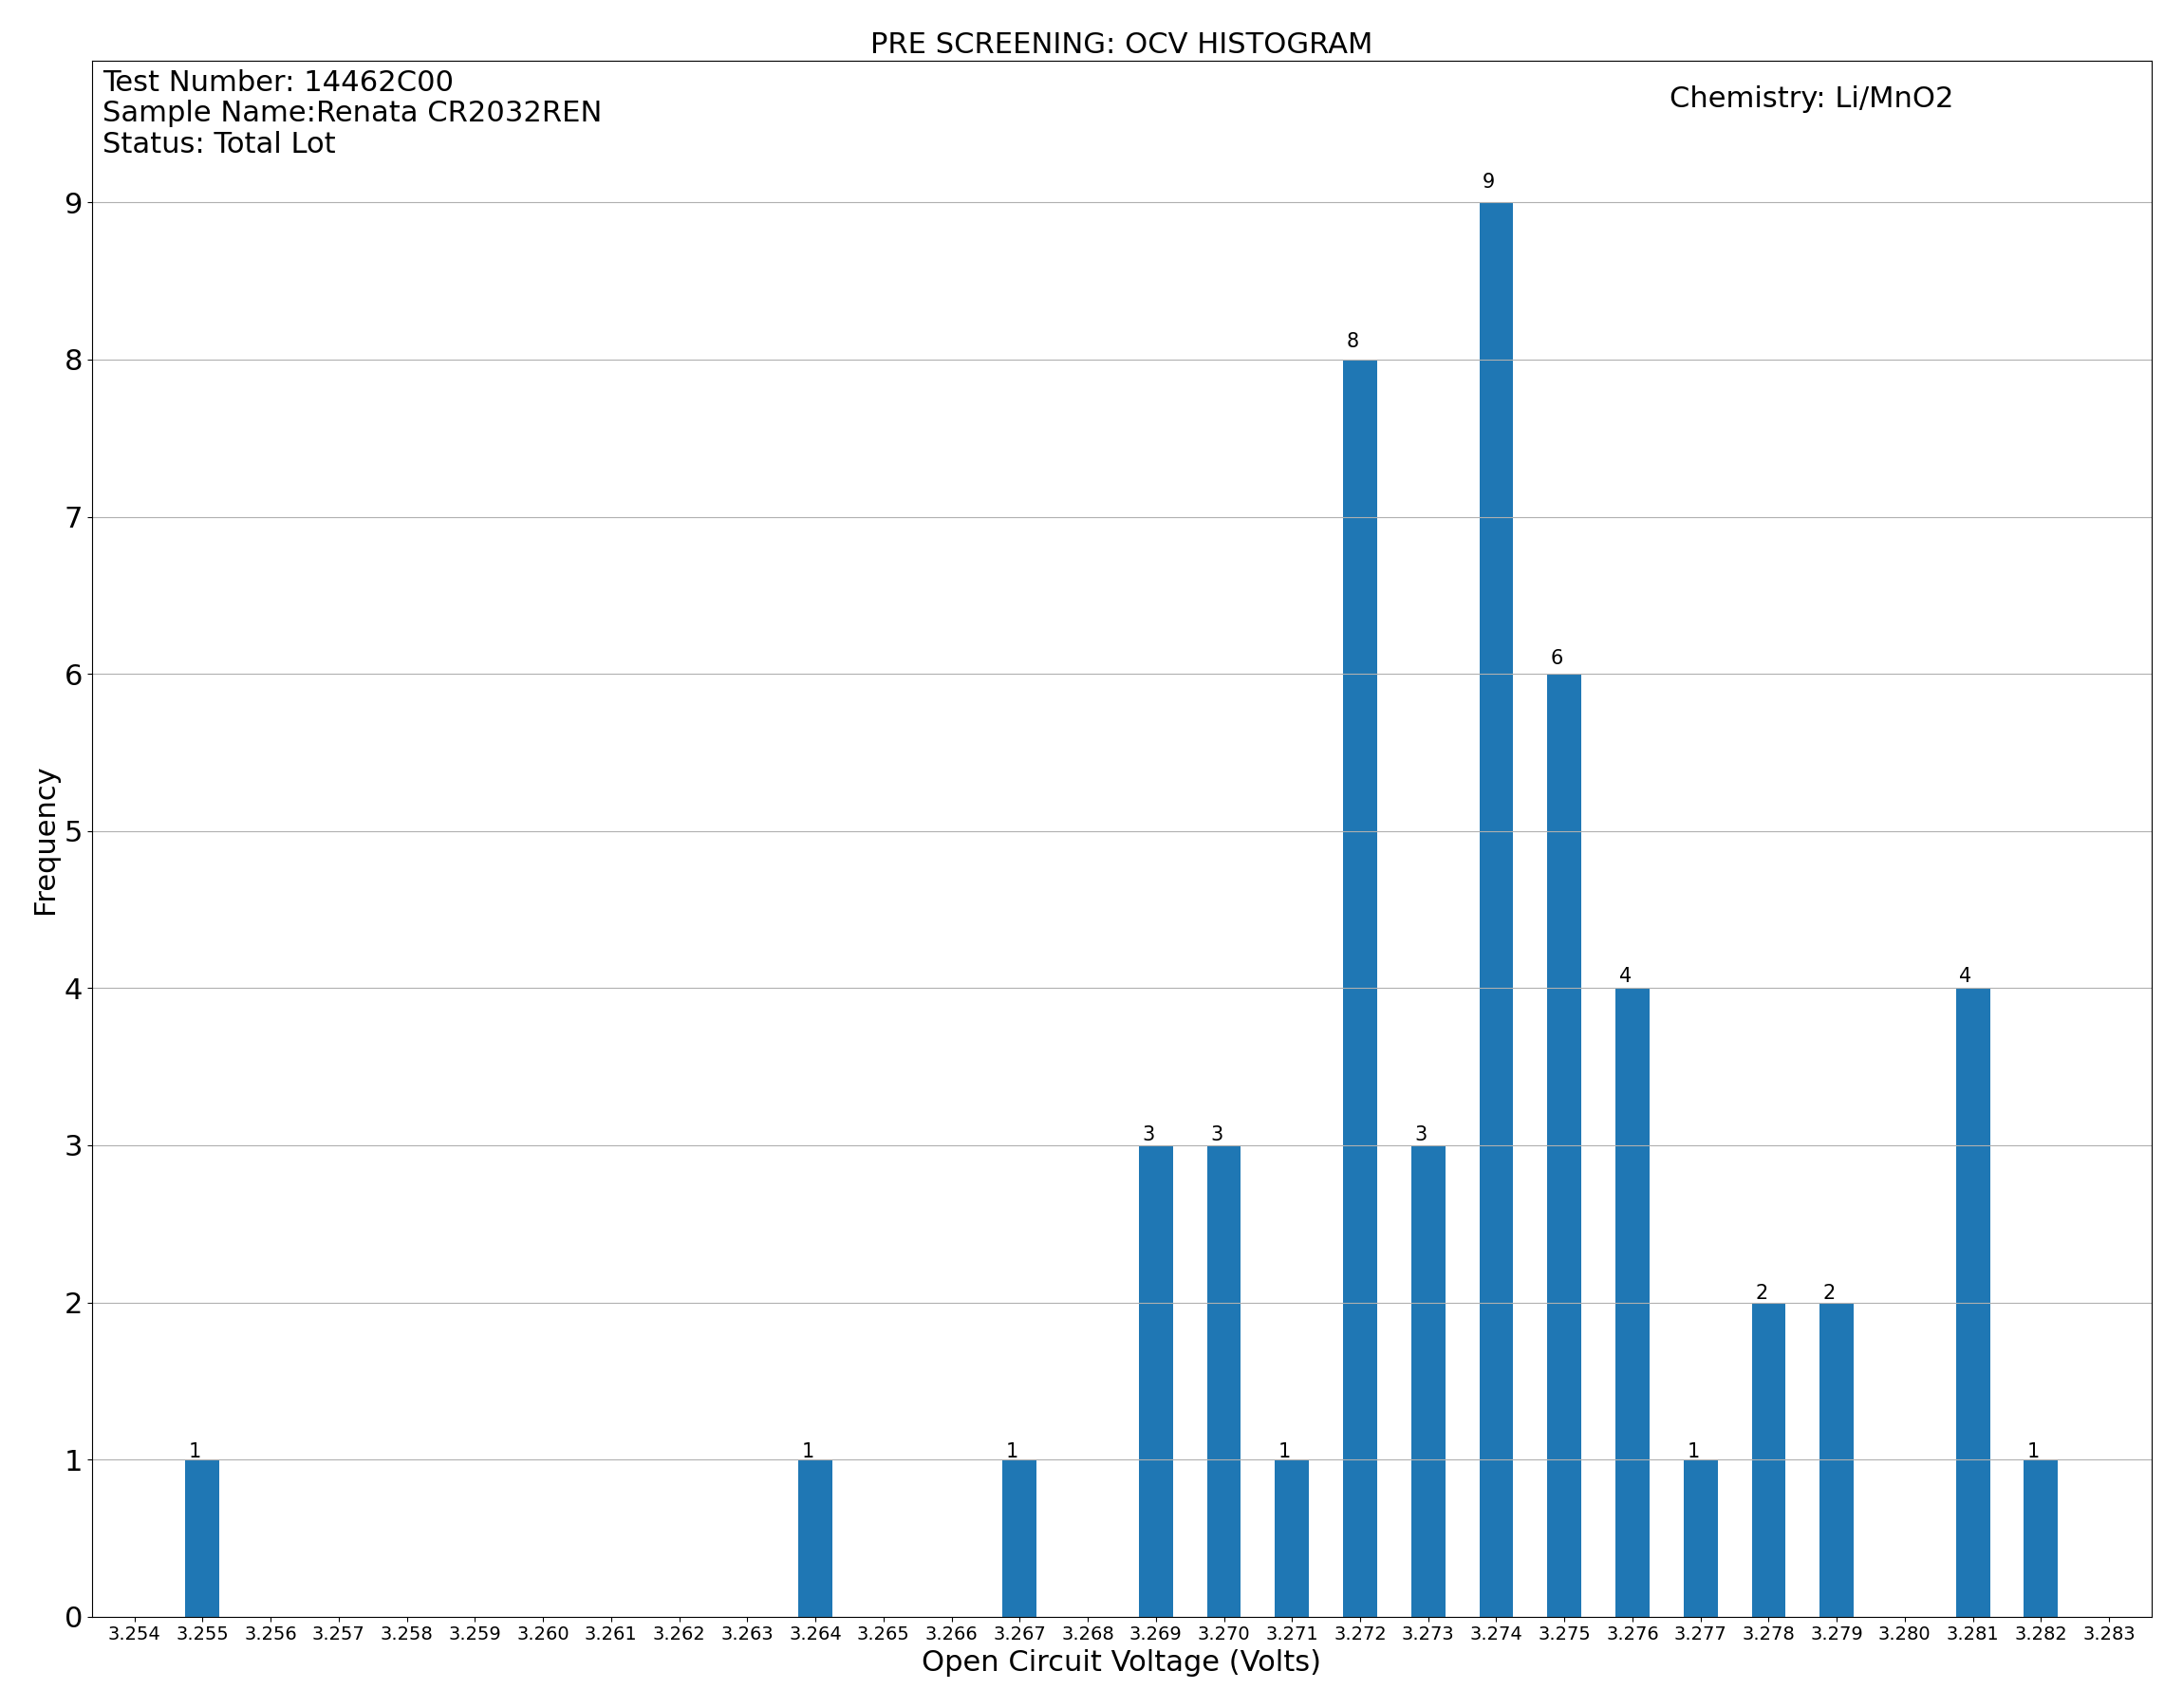 PRE SCREENING: OCV HISTOGRAM
Test Number: 14462C00
Sample Name:Renata CR2032REN
Status: Total Lot
Chemistry: Li/MnO2
Frequency
9
8
7
6
5
4
3
2
1
0
1 1 1 3 3 1 8 3 9 6 4 1 2 2 4 1
3.254 3.255 3.256 3.257 3.258 3.259 3.260 3.261 3.262 3.263 3.264 3.265 3.266 3.267 3.268 3.269 3.270 3.271 3.272 3.273 3.274 3.275 3.276 3.277 3.278 3.279 3.280 3.281 3.282 3.283
Open Circuit Voltage (Volts)